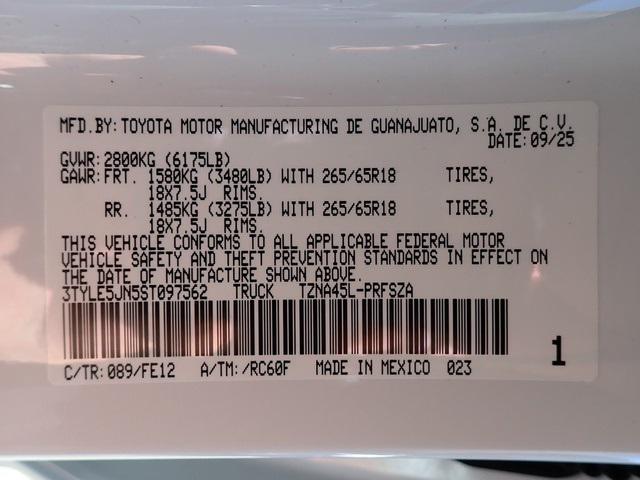 MFD.BY:TOYOTA MOTOR MANUFACTURING DE GUANAJUATO, S.A. DE C.V.
DATE:09/25
GVWR:2800KG (6175LB)
GAWR:FRT. 1580KG (3480LB) WITH 265/65R18 TIRES,
18X7.5J RIMS.
RR. 1485KG (3275LB) WITH 265/65R18 TIRES,
18X7.5J RIMS.
THIS VEHICLE CONFORMS TO ALL APPLICABLE FEDERAL MOTOR
VEHICLE SAFETY AND THEFT PREVENTION STANDARDS IN EFFECT ON
THE DATE OF MANUFACTURE SHOWN ABOVE.
3TYLE5JN5ST097562 TRUCK TZNA45L-PRFSZA
1
C/TR:089/FE12 A/TM:/RC60F MADE IN MEXICO 023